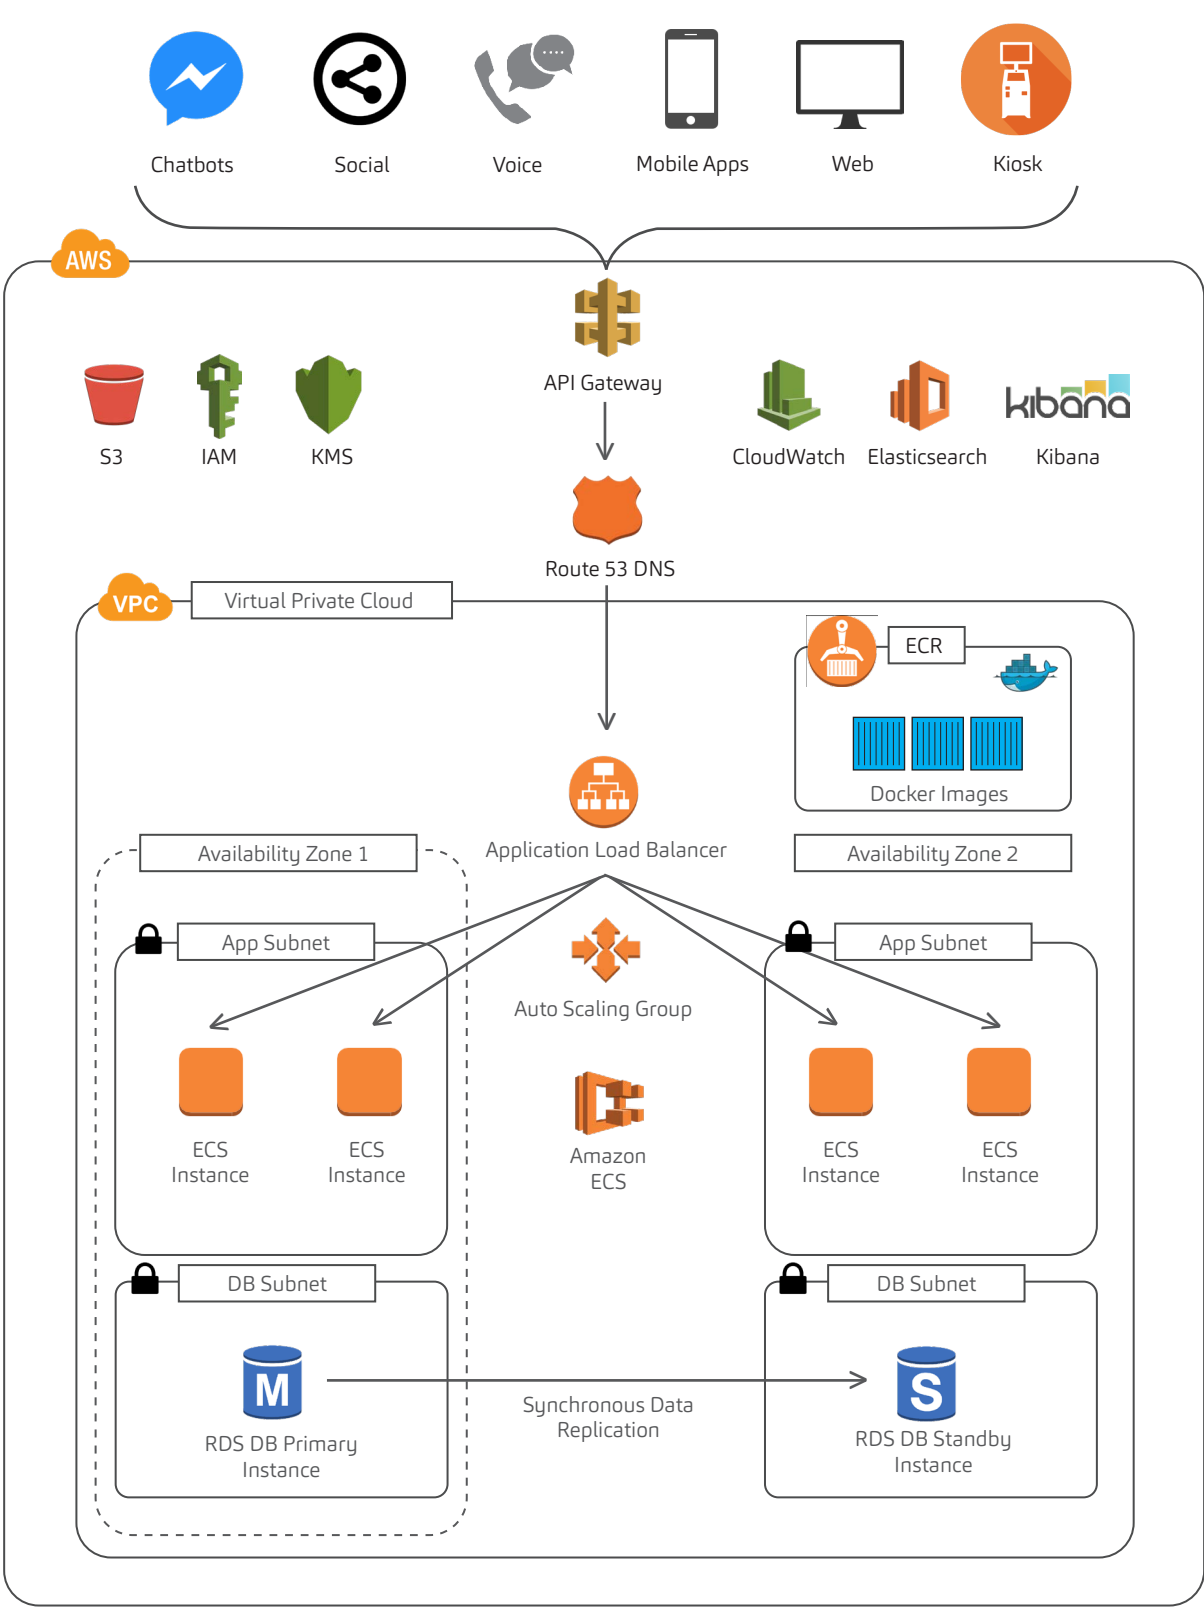 Chatbots
Social
Voice
Mobile Apps
Web
Kiosk
AWS
API Gateway
S3
IAM
KMS
CloudWatch
Elasticsearch
kibana
Kibana
Route 53 DNS
VPC
Virtual Private Cloud
ECR
Docker Images
Application Load Balancer
Availability Zone 1
Availability Zone 2
App Subnet
App Subnet
Auto Scaling Group
ECS
Instance
ECS
Instance
Amazon
ECS
ECS
Instance
ECS
Instance
DB Subnet
DB Subnet
M
S
Synchronous Data
Replication
RDS DB Primary
Instance
RDS DB Standby
Instance